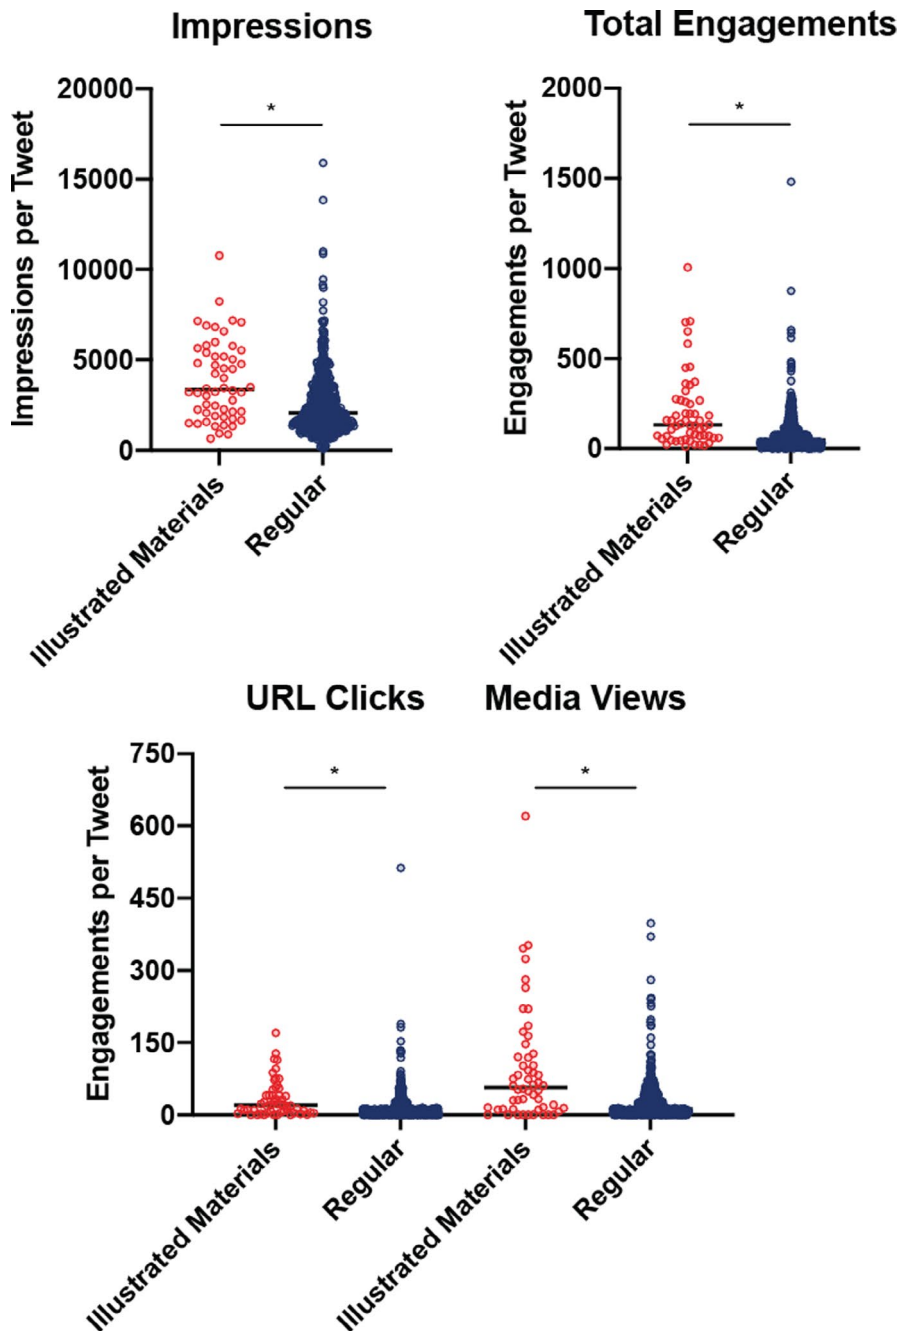 Impressions
Impressions per Tweet
20000
15000
10000
5000
0
*
Illustrated Materials
Regular
Total Engagements
Engagements per Tweet
2000
1500
1000
500
0
*
Illustrated Materials
Regular
URL Clicks
Media Views
Engagements per Tweet
750
600
450
300
150
0
*
*
Illustrated Materials
Regular
Illustrated Materials
Regular